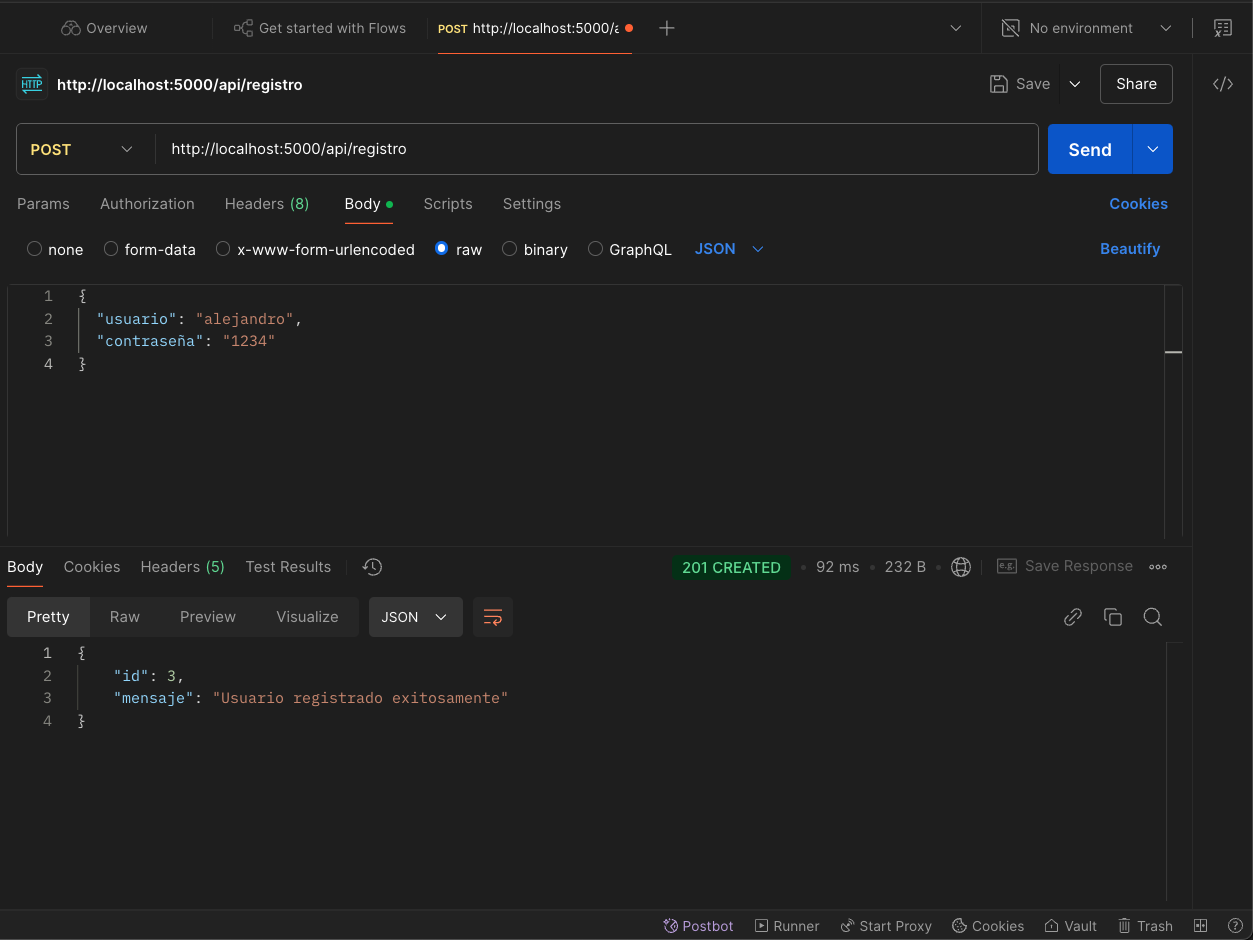 Overview
Get started with Flows
POST http://localhost:5000/a
No environment
HTTP http://localhost:5000/api/registro
Save
Share
POST
http://localhost:5000/api/registro
Send
Params
Authorization
Headers (8)
Body
Scripts
Settings
Cookies
none
form-data
x-www-form-urlencoded
raw
binary
GraphQL
JSON
Beautify
1 {
2 "usuario": "alejandro",
3 "contraseña": "1234"
4 }
Body
Cookies
Headers (5)
Test Results
201 CREATED
92 ms
232 B
e.g. Save Response
Pretty
Raw
Preview
Visualize
JSON
1 {
2 "id": 3,
3 "mensaje": "Usuario registrado exitosamente"
4 }
Postbot
Runner
Start Proxy
Cookies
Vault
Trash